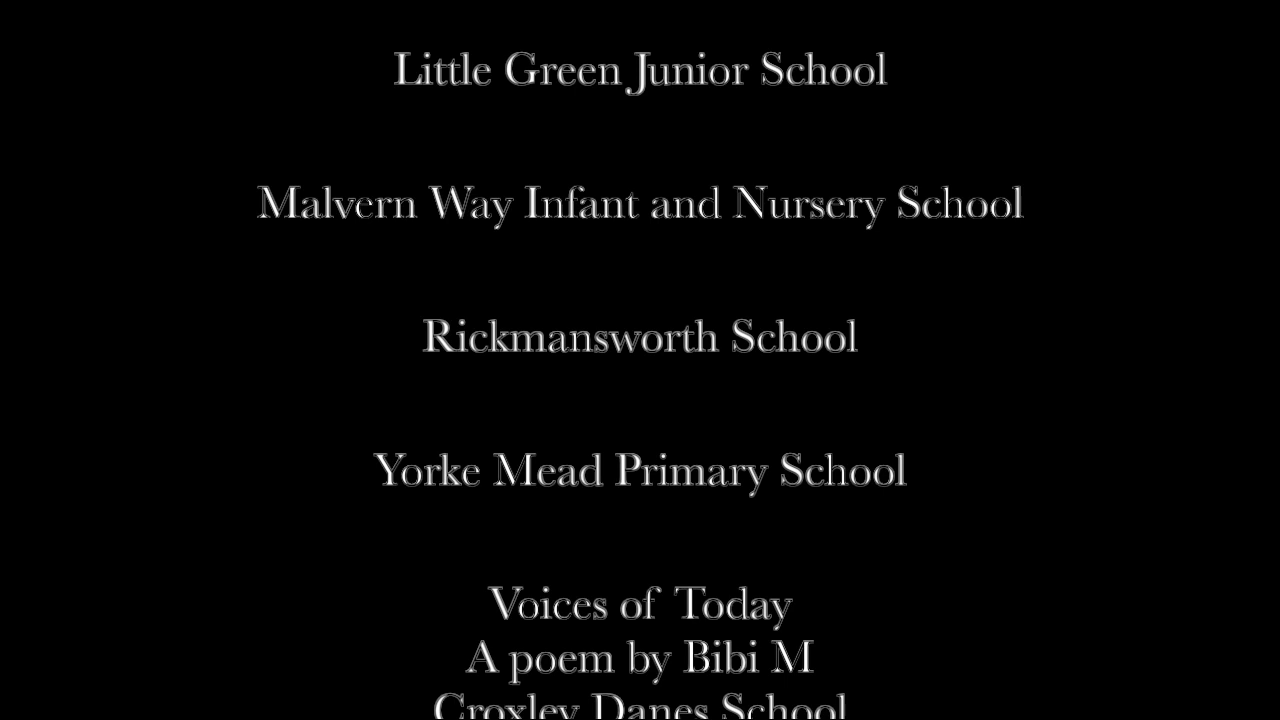 Little Green Junior School
Malvern Way Infant and Nursery School
Rickmansworth School
Yorke Mead Primary School
Voices of Today
A poem by Bibi M
Croxley Danes School